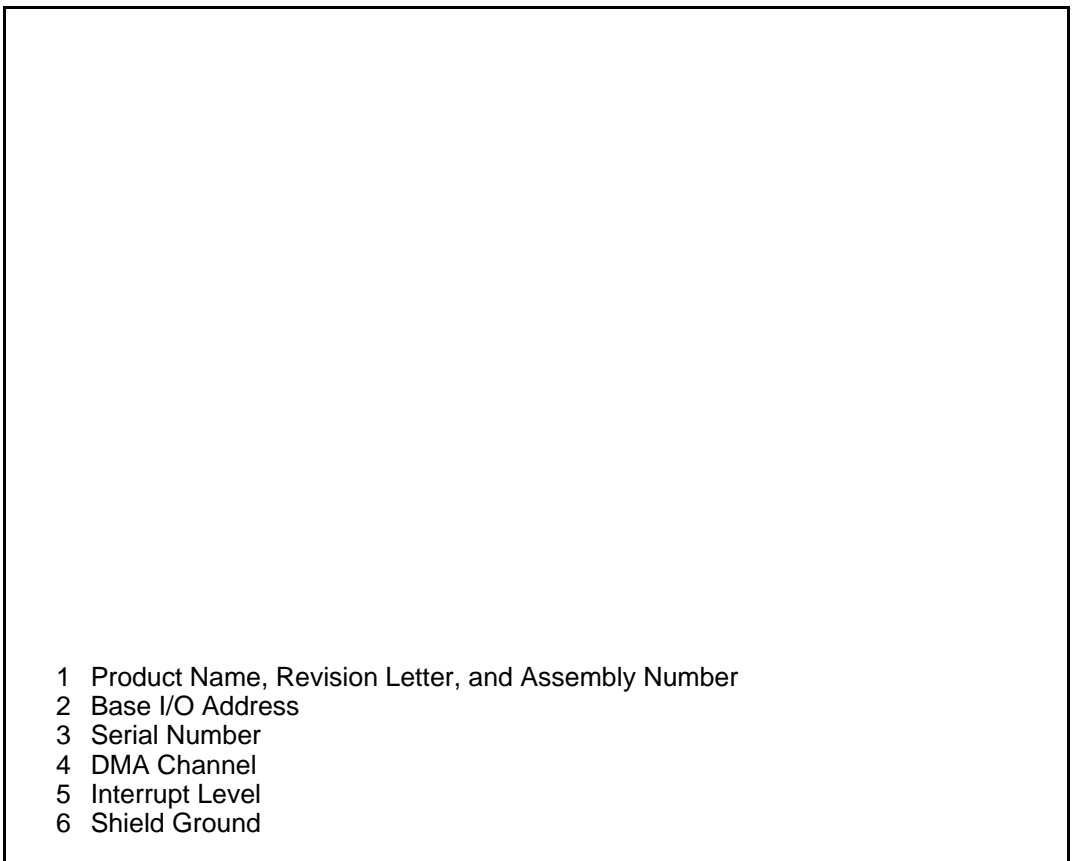 1 Product Name, Revision Letter, and Assembly Number
2 Base I/O Address
3 Serial Number
4 DMA Channel
5 Interrupt Level
6 Shield Ground